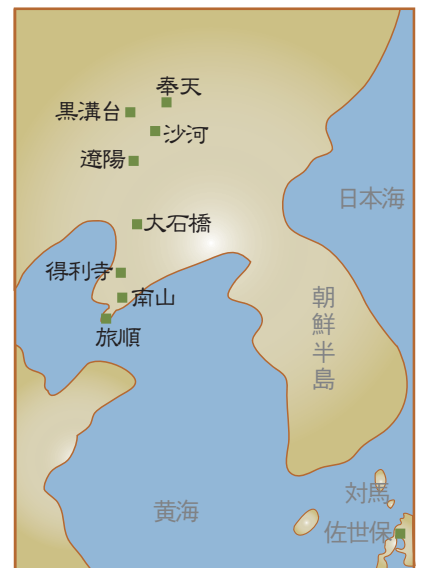 奉天
黒溝台
沙河
遼陽
日本海
大石橋
得利寺
南山
朝鮮半島
旅順
対馬
黄海
佐世保